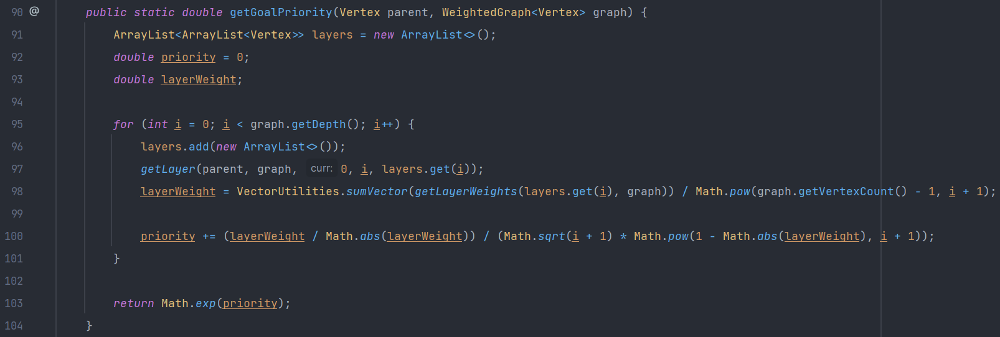 90 @ public static double getGoalPriority(Vertex parent, WeightedGraph<Vertex> graph) {
91 ArrayList<ArrayList<Vertex>> layers = new ArrayList<>();
92 double priority = 0;
93 double layerWeight;
94
95 for (int i = 0; i < graph.getDepth(); i++) {
96 layers.add(new ArrayList<>());
97 getLayer(parent, graph, curr: 0, i, layers.get(i));
98 layerWeight = VectorUtilities.sumVector(getLayerWeights(layers.get(i), graph)) / Math.pow(graph.getVertexCount() - 1, i + 1);
99
100 priority += (layerWeight / Math.abs(layerWeight)) / (Math.sqrt(i + 1) * Math.pow(1 - Math.abs(layerWeight), i + 1));
101 }
102
103 return Math.exp(priority);
104 }